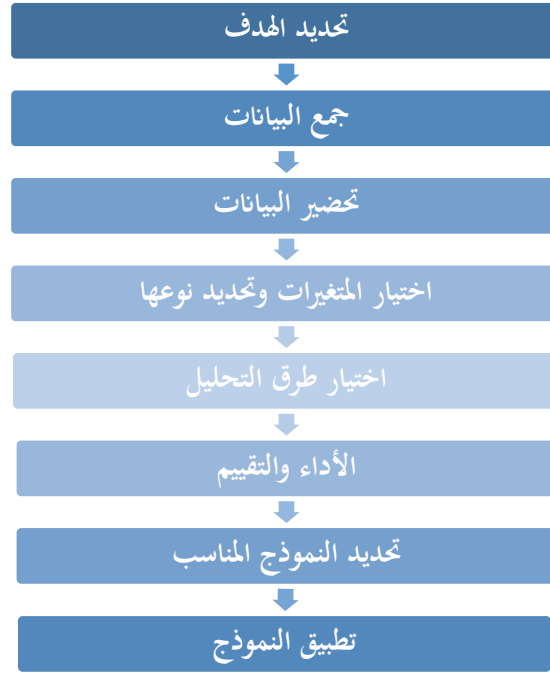 تحديد الهدف
جمع البيانات
تحضير البيانات
اختيار المتغيرات وتحديد نوعها
اختيار طرق التحليل
الأداء والتقييم
تحديد النموذج المناسب
تطبيق النموذج